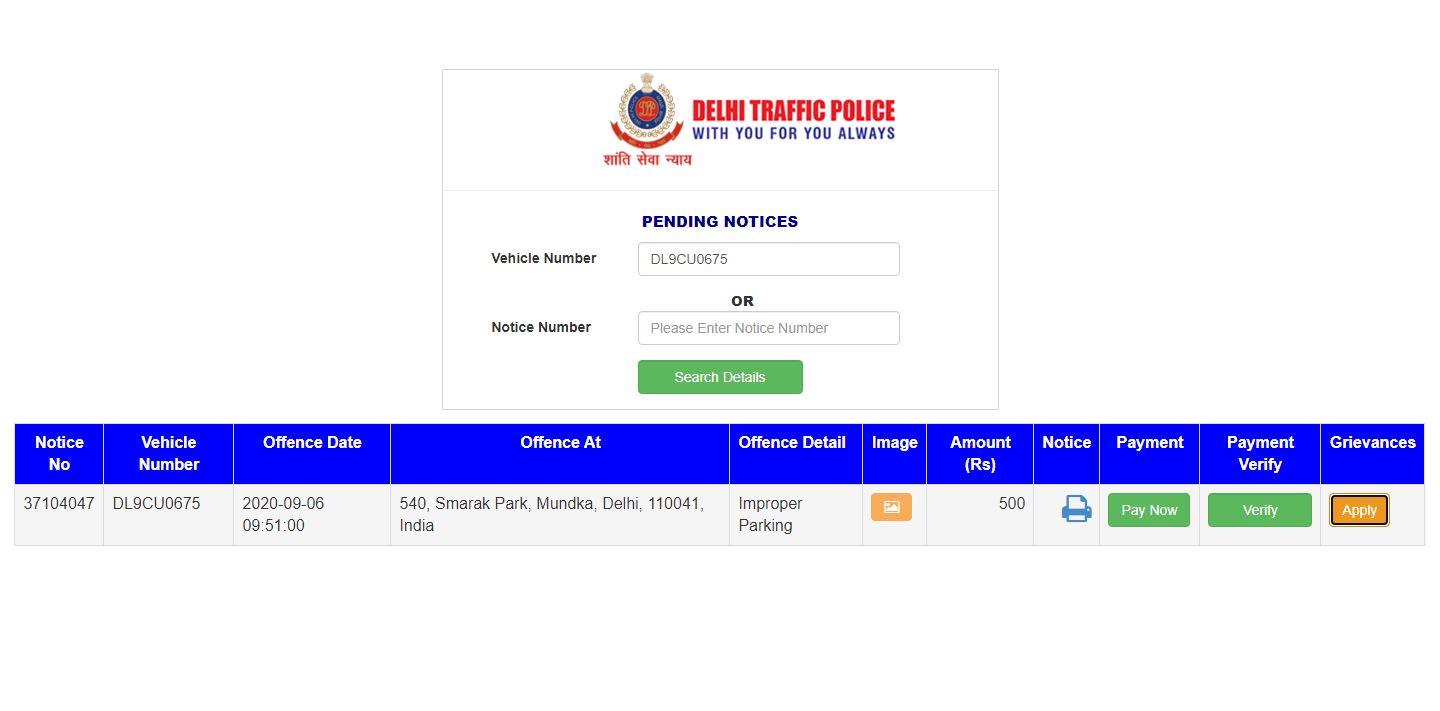 DELHI TRAFFIC POLICE
WITH YOU FOR YOU ALWAYS
शांति सेवा न्याय
PENDING NOTICES
Vehicle Number DL9CU0675
OR
Notice Number Please Enter Notice Number
Search Details
Notice No Vehicle Number Offence Date Offence At Offence Detail Image Amount (Rs) Notice Payment Payment Verify Grievances
37104047 DL9CU0675 2020-09-06 09:51:00 540, Smarak Park, Mundka, Delhi, 110041, India Improper Parking 500 Pay Now Verify Apply